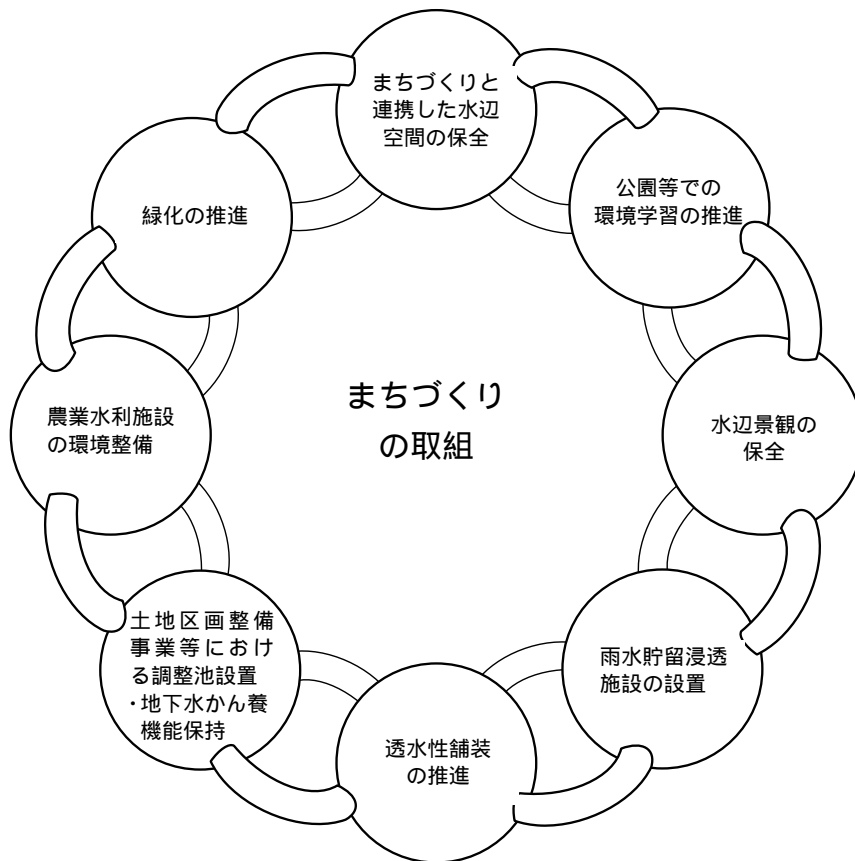 まちづくりと
連携した水辺
空間の保全
公園等での
環境学習の推進
水辺景観の
保全
雨水貯留浸透
施設の設置
透水性舗装
の推進
土地区画整備
事業等におけ
る調整池設置
・地下水かん養
機能保持
農業水利施設
の環境整備
緑化の推進
まちづくり
の取組